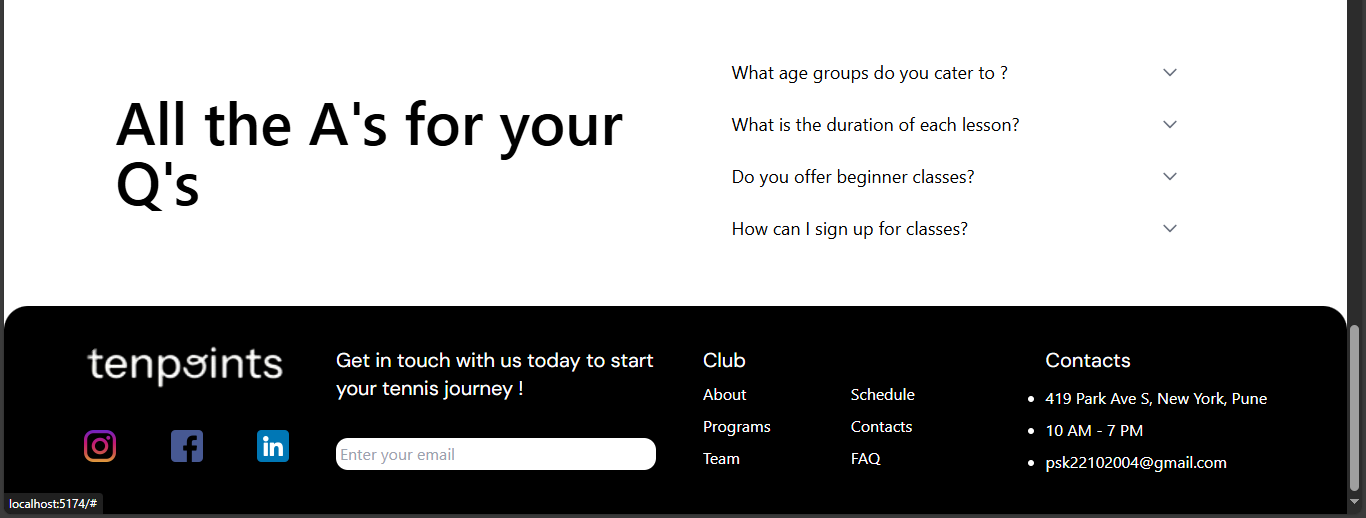 All the A's for your
Q's
What age groups do you cater to ?
What is the duration of each lesson?
Do you offer beginner classes?
How can I sign up for classes?
tenpoints
Get in touch with us today to start
your tennis journey !
Enter your email
Club
About
Programs
Team
Schedule
Contacts
FAQ
Contacts
419 Park Ave S, New York, Pune
10 AM - 7 PM
psk22102004@gmail.com
in
localhost:5174/#